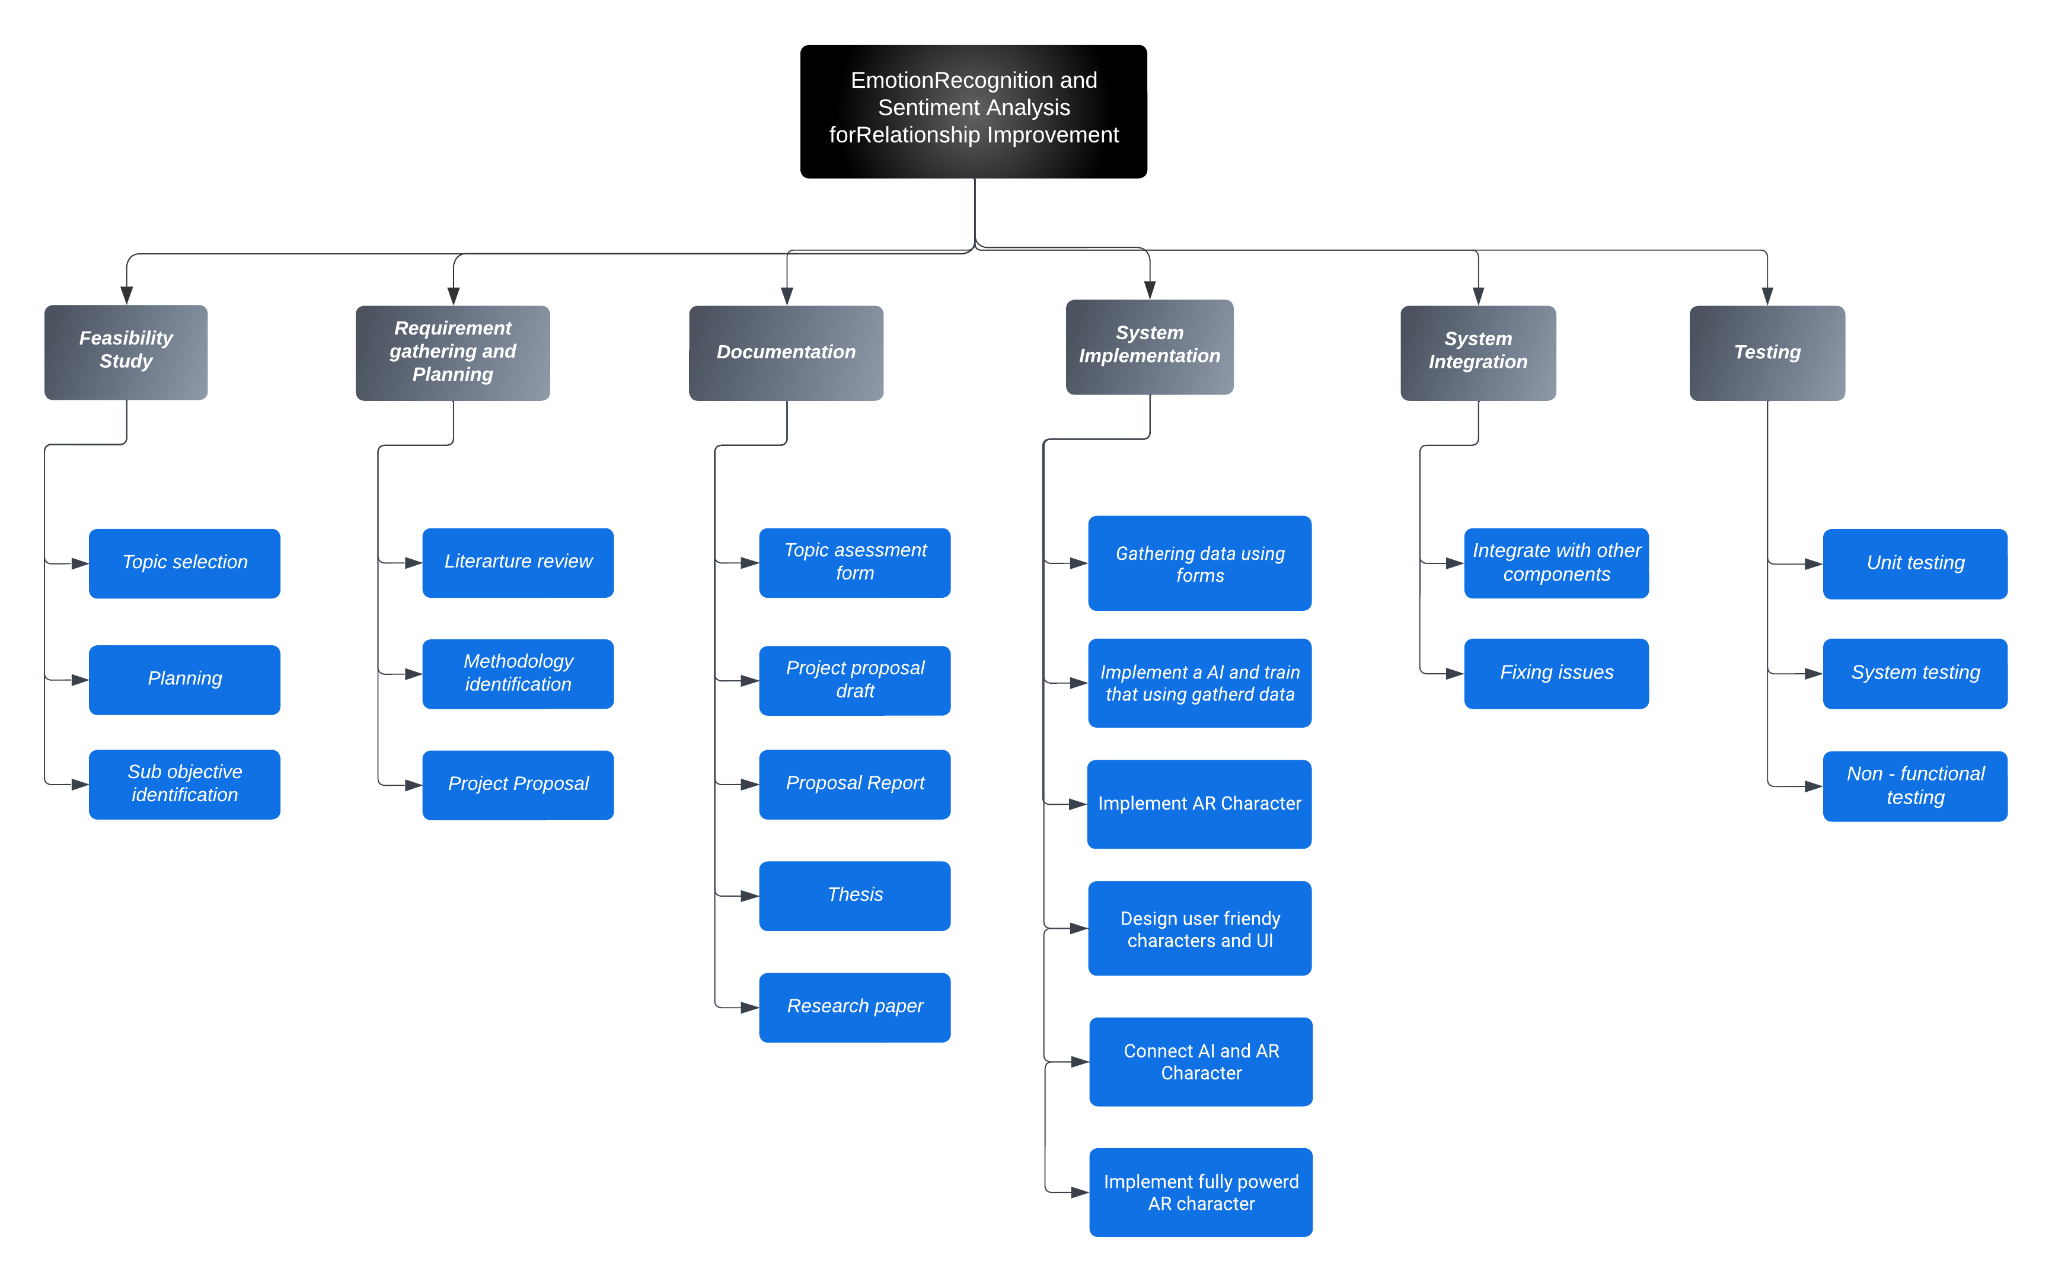 EmotionRecognition and
Sentiment Analysis
forRelationship Improvement
Feasibility
Study
Requirement
gathering and
Planning
Documentation
System
Implementation
System
Integration
Testing
Topic selection
Planning
Sub objective
identification
Literarture review
Methodology
identification
Project Proposal
Topic asessment
form
Project proposal
draft
Proposal Report
Thesis
Research paper
Gathering data using
forms
Implement a AI and train
that using gatherd data
Implement AR Character
Design user friendy
characters and UI
Connect AI and AR
Character
Implement fully powerd
AR character
Integrate with other
components
Fixing issues
Unit testing
System testing
Non - functional
testing